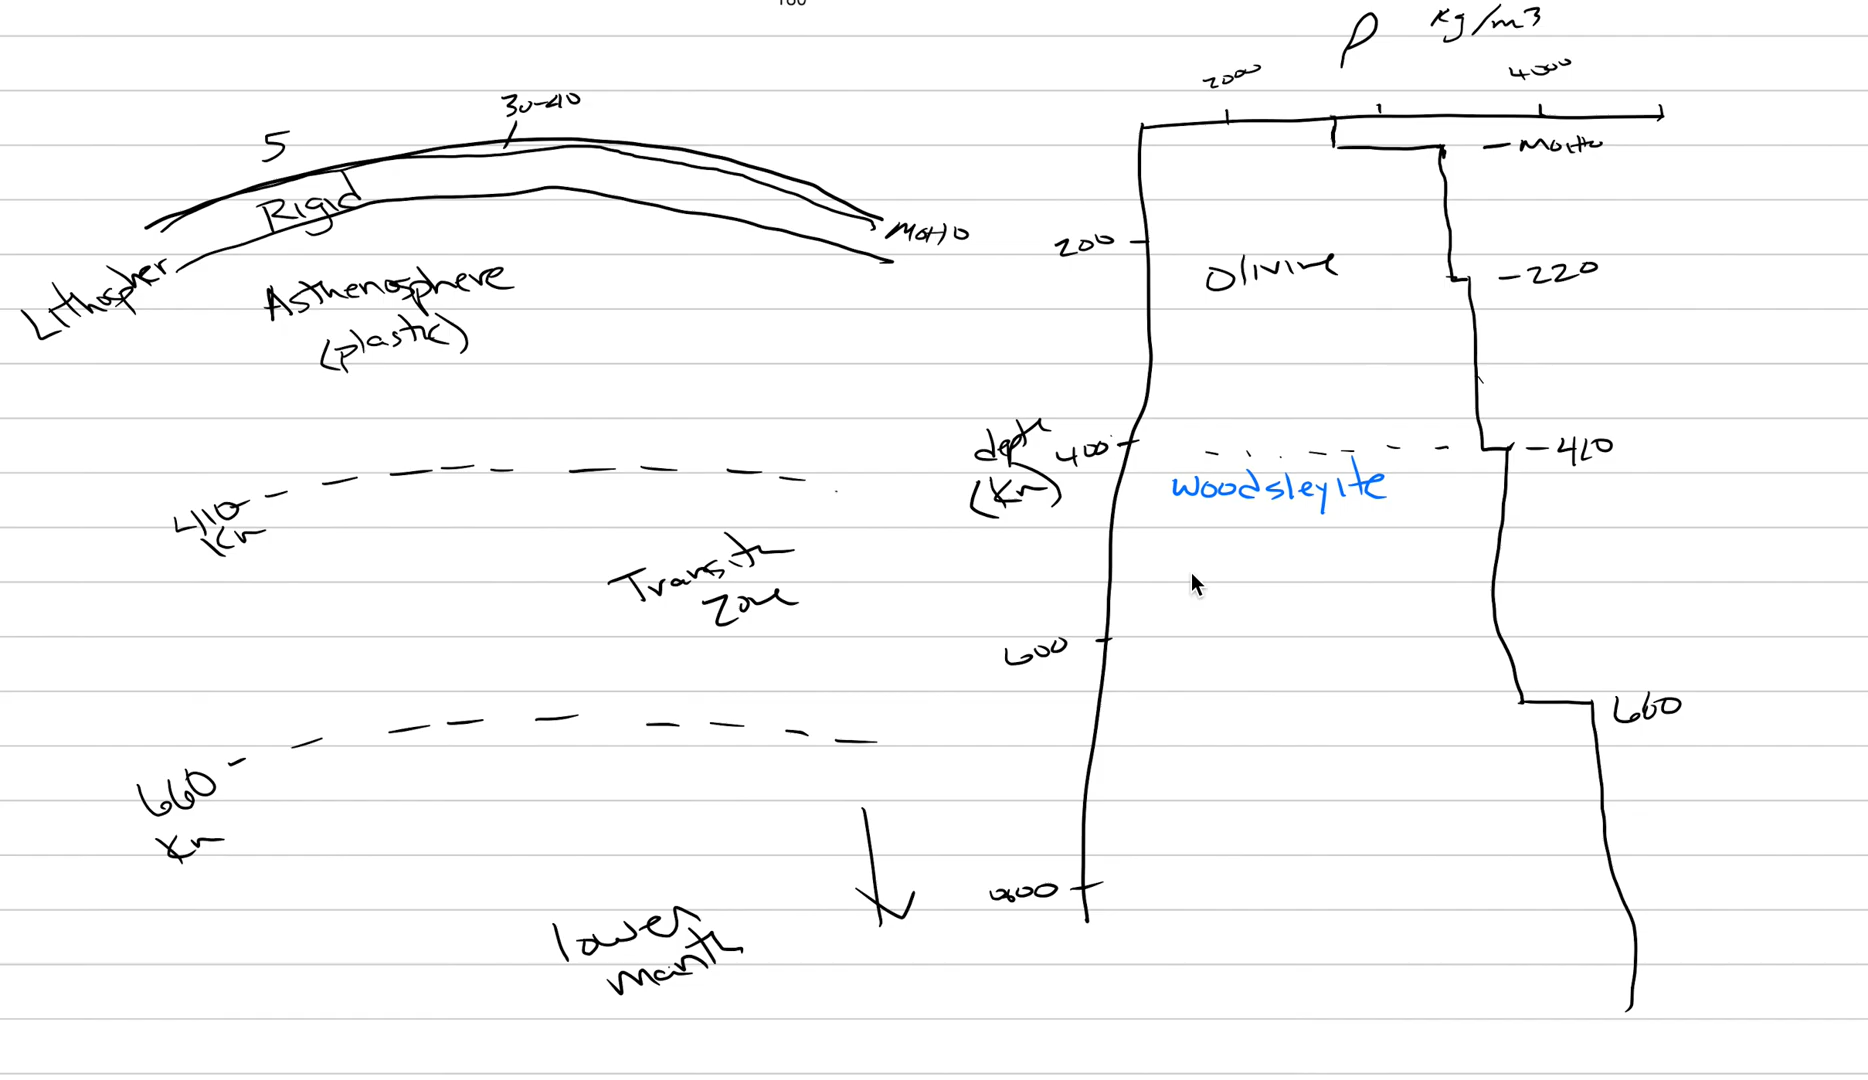 5
30-40
Rigid
MOHO
Lithospher
Asthenosphere
(plastic)
410
Km
Transitn
Zone
660
Km
lower
mantle
ρ kg/m3
2000
4000
- MOHO
200
Olivine
- 220
depth
(Km)
400
- 410
Woodsleyite
600
660
800